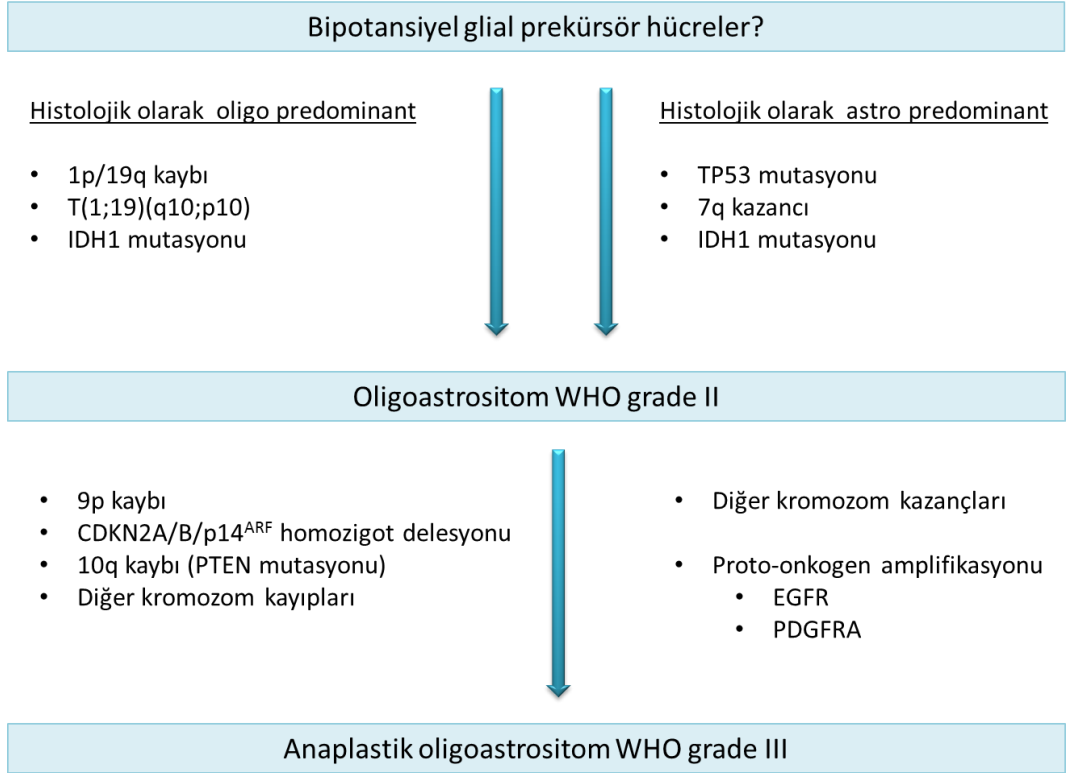 Bipotansiyel glial prekürsör hücreler?
Histolojik olarak oligo predominant
• 1p/19q kaybı
• T(1;19)(q10;p10)
• IDH1 mutasyonu
Histolojik olarak astro predominant
• TP53 mutasyonu
• 7q kazancı
• IDH1 mutasyonu
Oligoastrositom WHO grade II
• 9p kaybı
• CDKN2A/B/p14ARF homozigot delesyonu
• 10q kaybı (PTEN mutasyonu)
• Diğer kromozom kayıpları
• Diğer kromozom kazançları
• Proto-onkogen amplifikasyonu
• EGFR
• PDGFRA
Anaplastik oligoastrositom WHO grade III